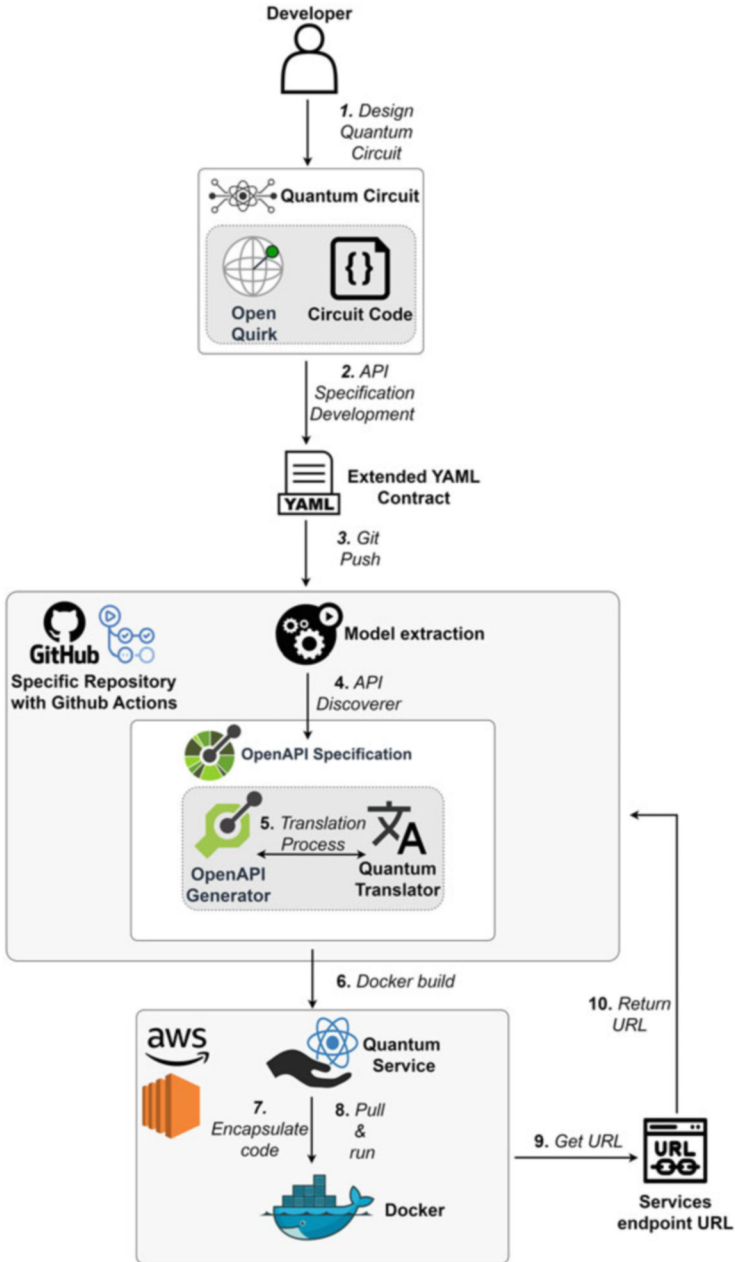 Developer
1. Design
Quantum
Circuit
Quantum Circuit
{}
Open
Quirk
Circuit Code
2. API
Specification
Development
YAML
Extended YAML
Contract
3. Git
Push
GitHub
Specific Repository
with Github Actions
Model extraction
4. API
Discoverer
OpenAPI Specification
5. Translation
Process
文A
OpenAPI
Generator
Quantum
Translator
6. Docker build
aws
Quantum
Service
7.
Encapsulate
code
8. Pull
&
run
Docker
9. Get URL
URL
Services
endpoint URL
10. Return
URL